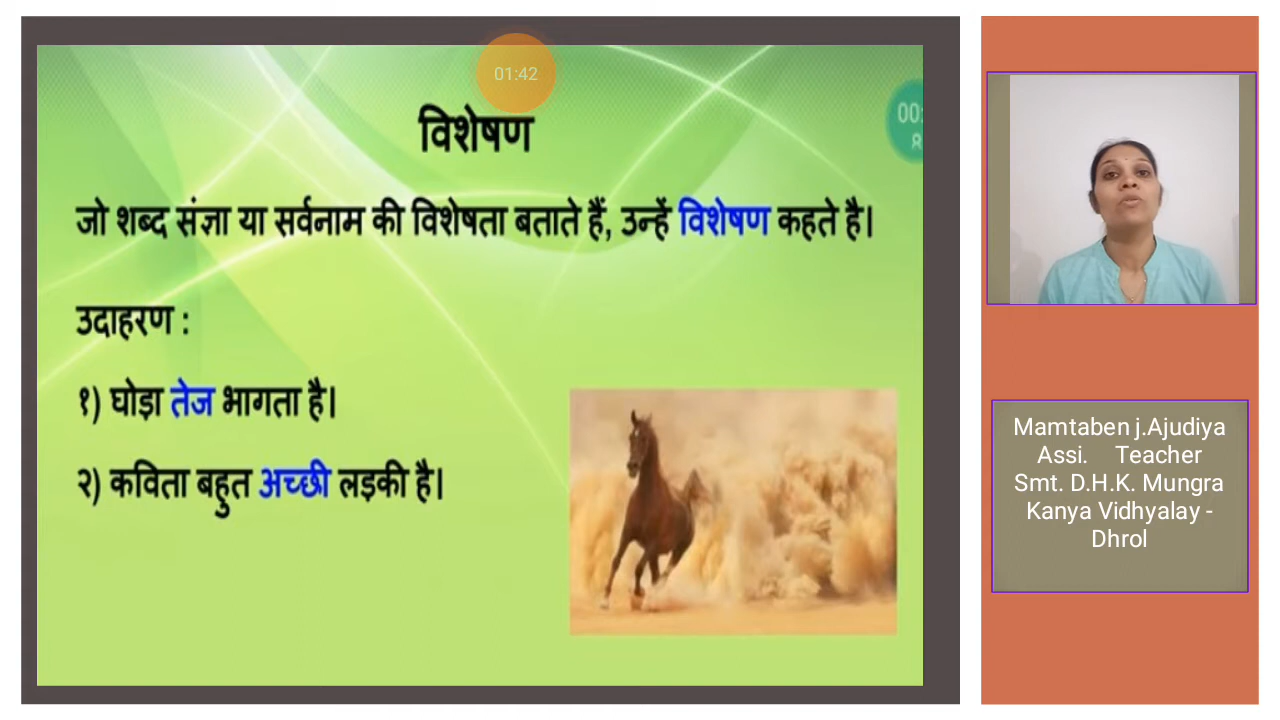 01:42
00:
विशेषण
जो शब्द संज्ञा या सर्वनाम की विशेषता बताते हैं, उन्हें विशेषण कहते है।
उदाहरण :
१) घोड़ा तेज भागता है।
२) कविता बहुत अच्छी लड़की है।
Mamtaben j.Ajudiya
Assi. Teacher
Smt. D.H.K. Mungra
Kanya Vidhyalay -
Dhrol